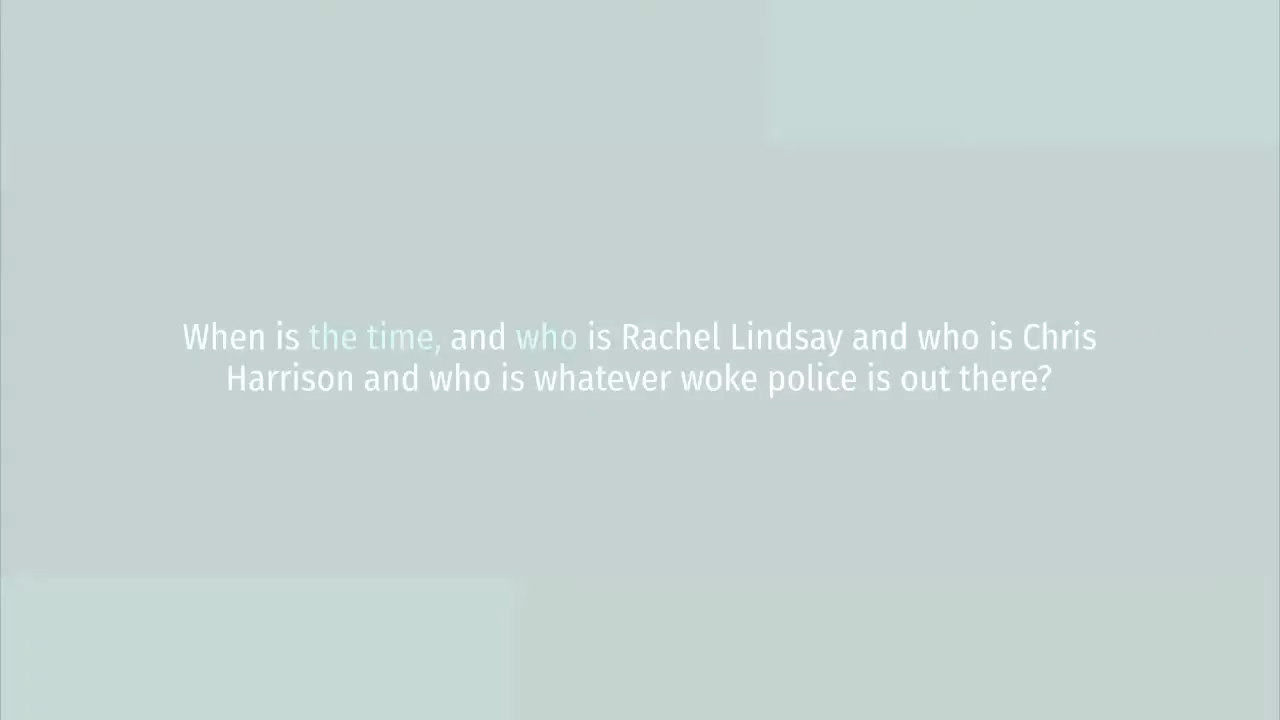 When is the time, and who is Rachel Lindsay and who is Chris
Harrison and who is whatever woke police is out there?